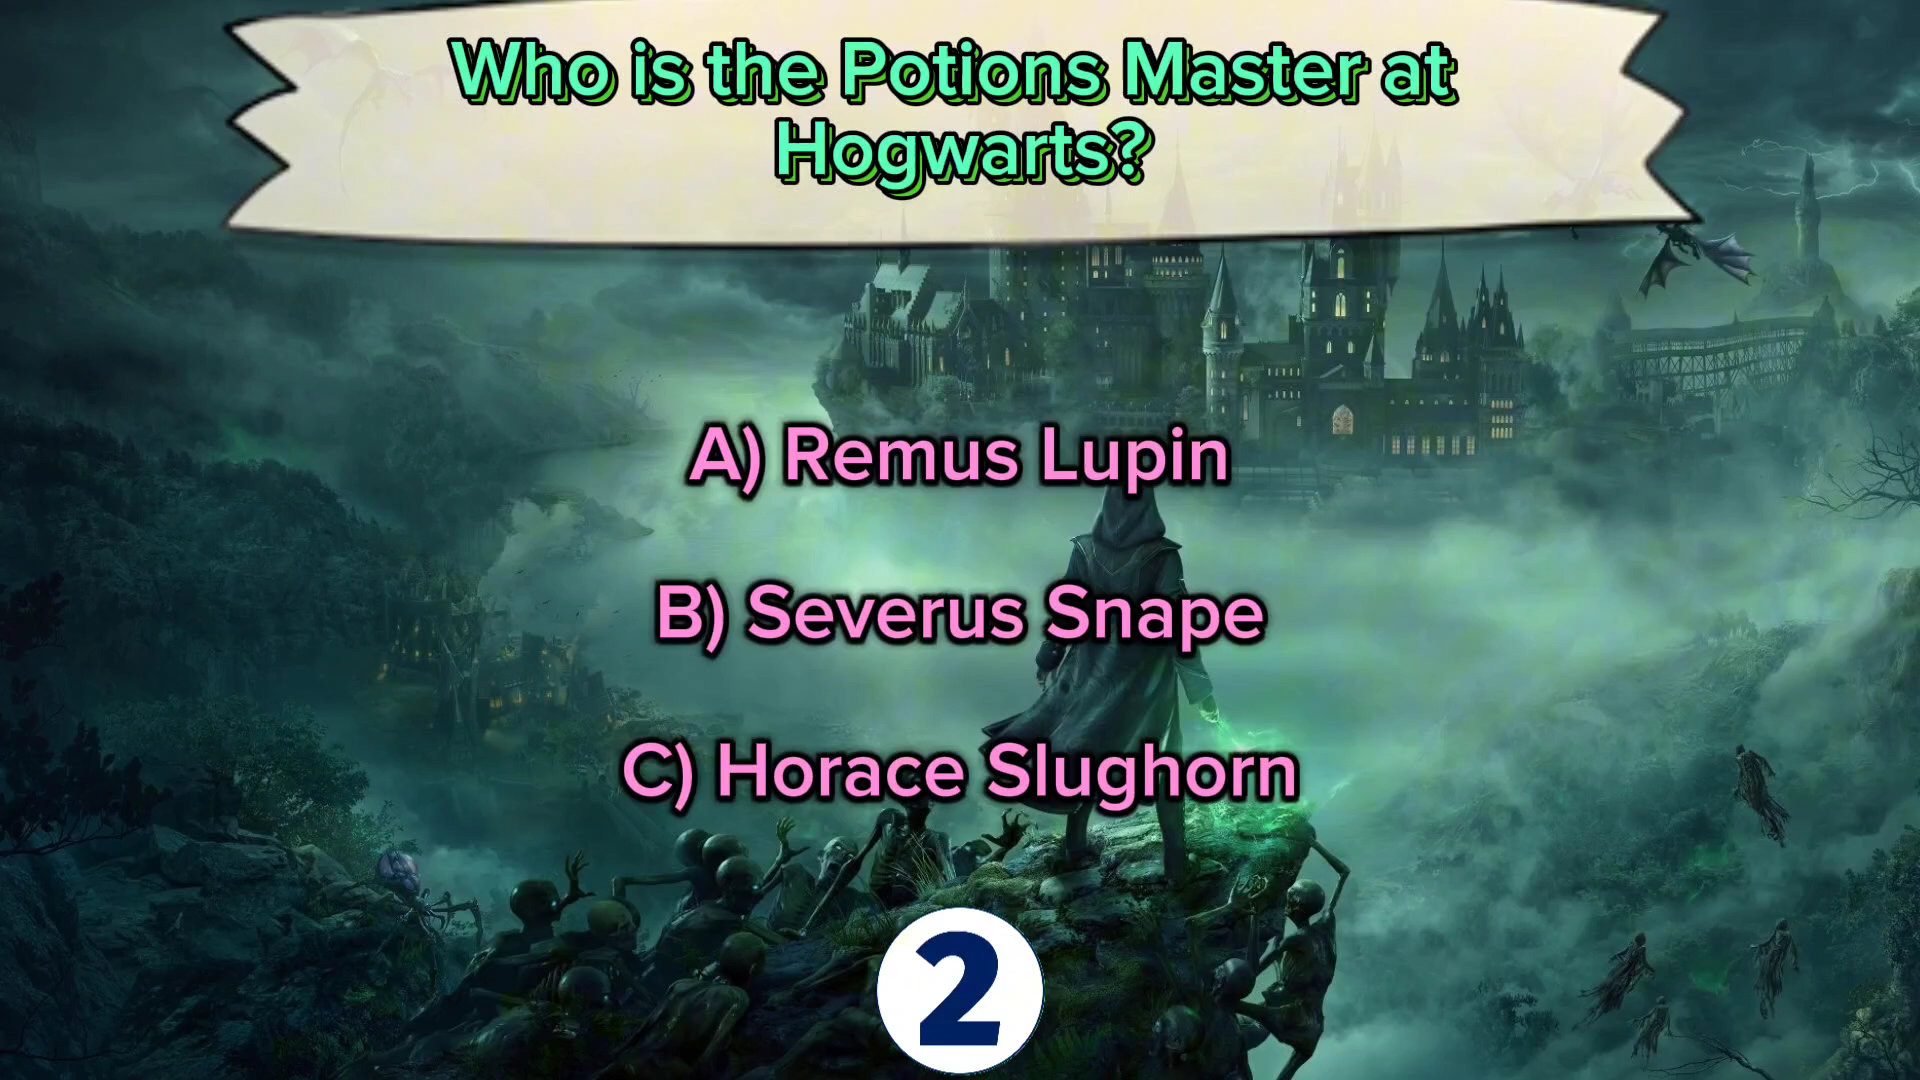 Who is the Potions Master at
Hogwarts?
A) Remus Lupin
B) Severus Snape
C) Horace Slughorn
2